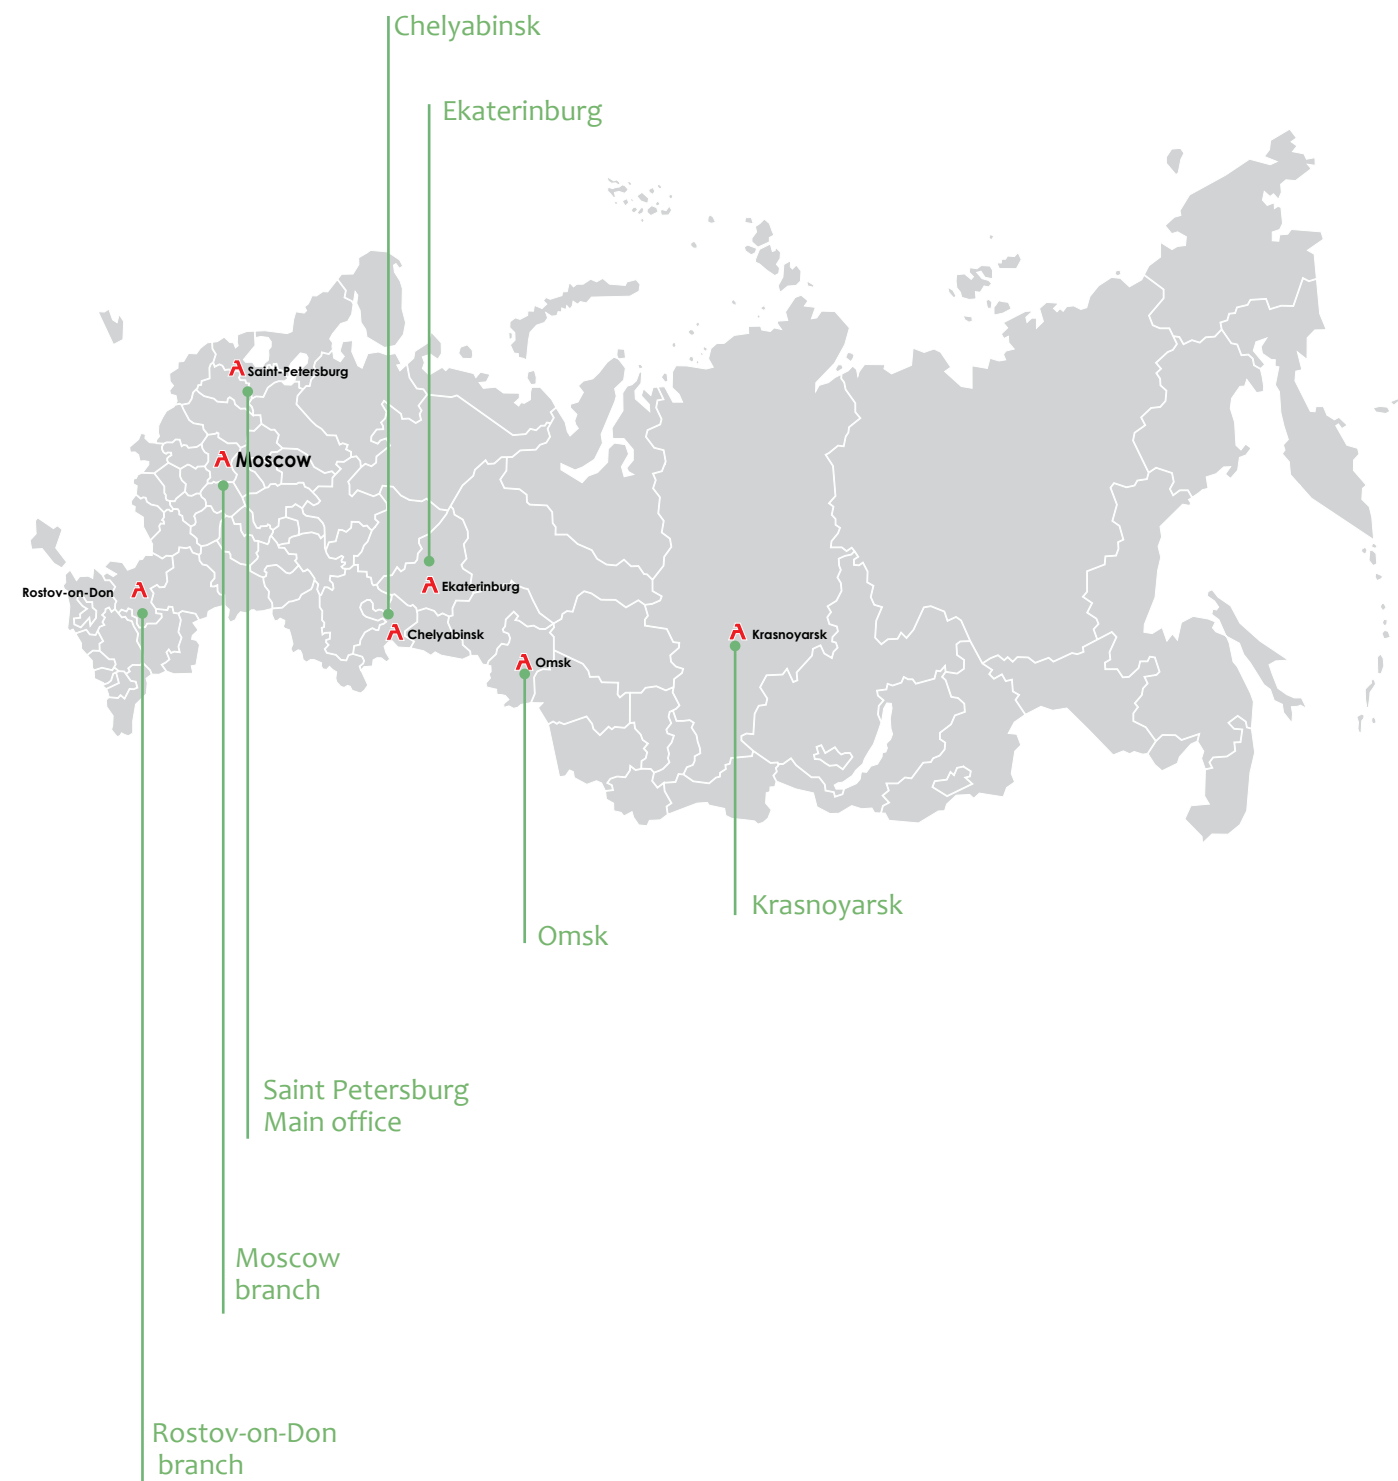 Chelyabinsk
Ekaterinburg
Saint-Petersburg
Moscow
Ekaterinburg
Rostov-on-Don
Chelyabinsk
Krasnoyarsk
Omsk
Krasnoyarsk
Omsk
Saint Petersburg
Main office
Moscow
branch
Rostov-on-Don
branch